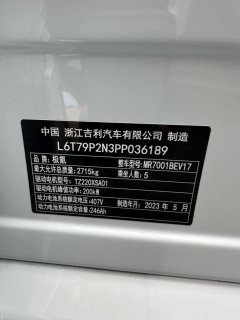 中国 浙江吉利汽车有限公司 制造
L6T79P2N3PP036189
品牌: 极氪 整车型号: MR7001BEV17
最大允许总质量: 2715kg 乘坐人数: 5
驱动电机型号: TZ220XSA01
驱动电机峰值功率: 200kW
动力电池系统额定电压: 407V
动力电池系统额定容量: 246Ah 制造年月: 2023 年 5 月